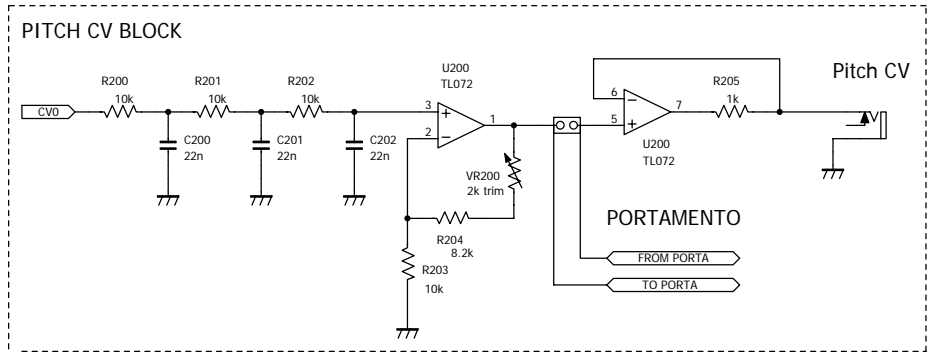 PITCH CV BLOCK
CV0
R200
10k
R201
10k
R202
10k
C200
22n
C201
22n
C202
22n
U200
TL072
3
2
1
+
−
VR200
2k trim
R204
8.2k
R203
10k
6
5
7
−
+
U200
TL072
R205
1k
Pitch CV
PORTAMENTO
FROM PORTA
TO PORTA